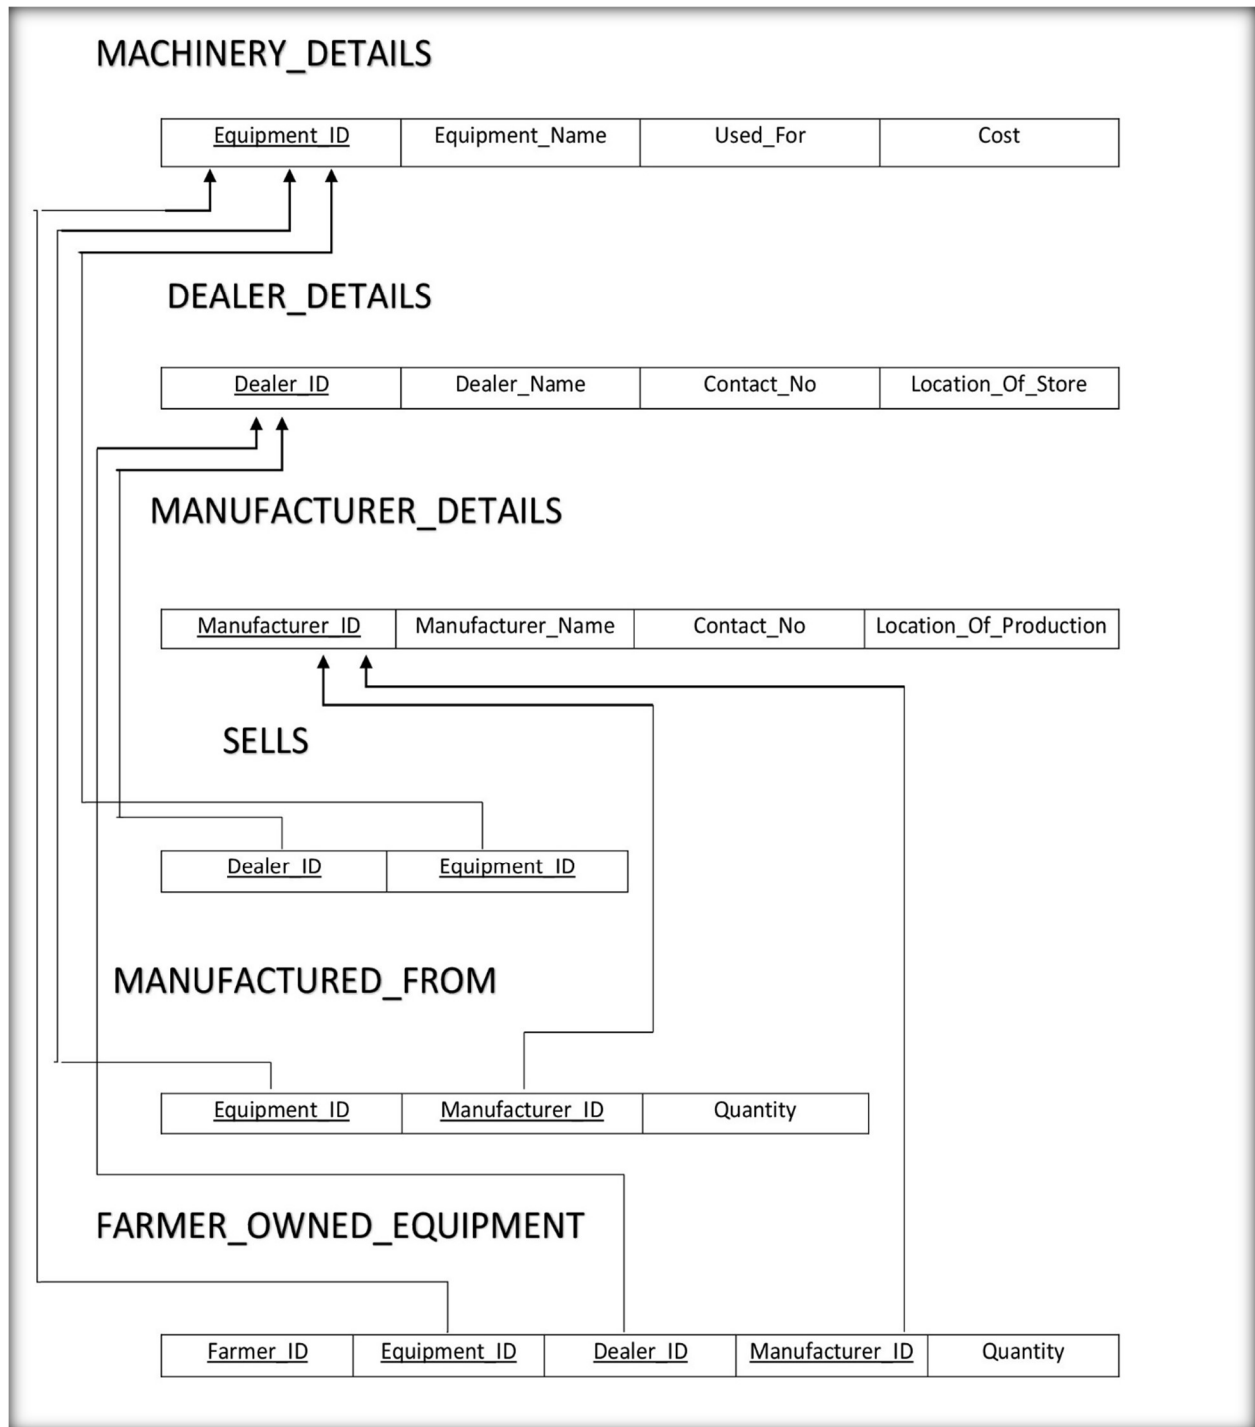 MACHINERY_DETAILS
Equipment_ID Equipment_Name Used_For Cost
DEALER_DETAILS
Dealer_ID Dealer_Name Contact_No Location_Of_Store
MANUFACTURER_DETAILS
Manufacturer_ID Manufacturer_Name Contact_No Location_Of_Production
SELLS
Dealer_ID Equipment_ID
MANUFACTURED_FROM
Equipment_ID Manufacturer_ID Quantity
FARMER_OWNED_EQUIPMENT
Farmer_ID Equipment_ID Dealer_ID Manufacturer_ID Quantity